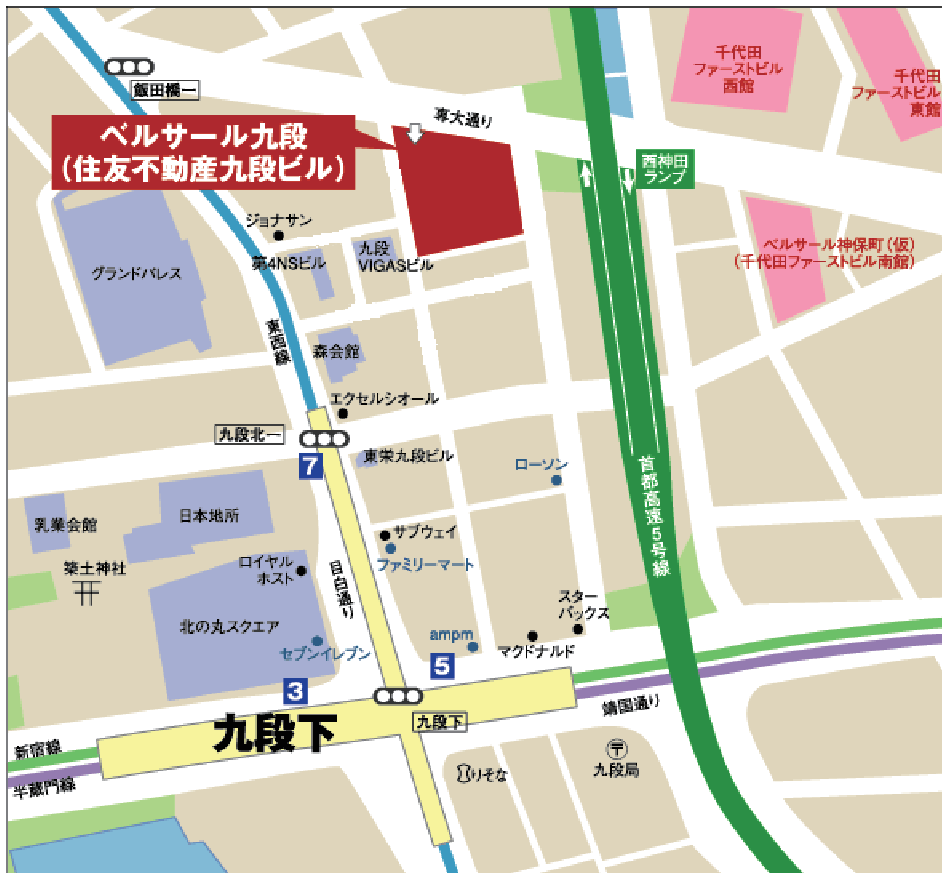 飯田橋一
専大通り
千代田
ファーストビル
西館
千代田
ファーストビル
東館
ベルサール九段
(住友不動産九段ビル)
西神田
ランプ
ジョナサン
グランドパレス
第4NSビル
九段
VIGASビル
ベルサール神保町(仮)
(千代田ファーストビル南館)
東西線
森会館
エクセルシオール
九段北一
7
東栄九段ビル
ローソン
首都高速5号線
乳業会館
日本地所
サブウェイ
ファミリーマート
築土神社
ロイヤル
ホスト
目白通り
スター
バックス
北の丸スクエア
セブンイレブン
ampm
マクドナルド
5
3
九段下
九段下
靖国通り
新宿線
半蔵門線
りそな
九段局